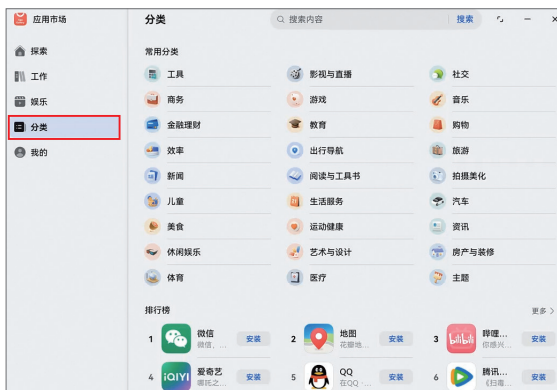 应用市场
分类
搜索内容
搜索
探索
工作
娱乐
分类
我的
常用分类
工具
影视与直播
社交
商务
游戏
音乐
金融理财
教育
购物
效率
出行导航
旅游
新闻
阅读与工具书
拍摄美化
儿童
生活服务
汽车
美食
运动健康
资讯
休闲娱乐
艺术与设计
房产与装修
体育
医疗
主题
排行榜
更多
1
微信
微信，...
安装
2
地图
花瓣地...
安装
3
bilibili
哔哩...
你感兴...
安装
4
iQIYI
爱奇艺
哪吒之...
安装
5
QQ
在QQ·...
安装
6
腾讯...
安装